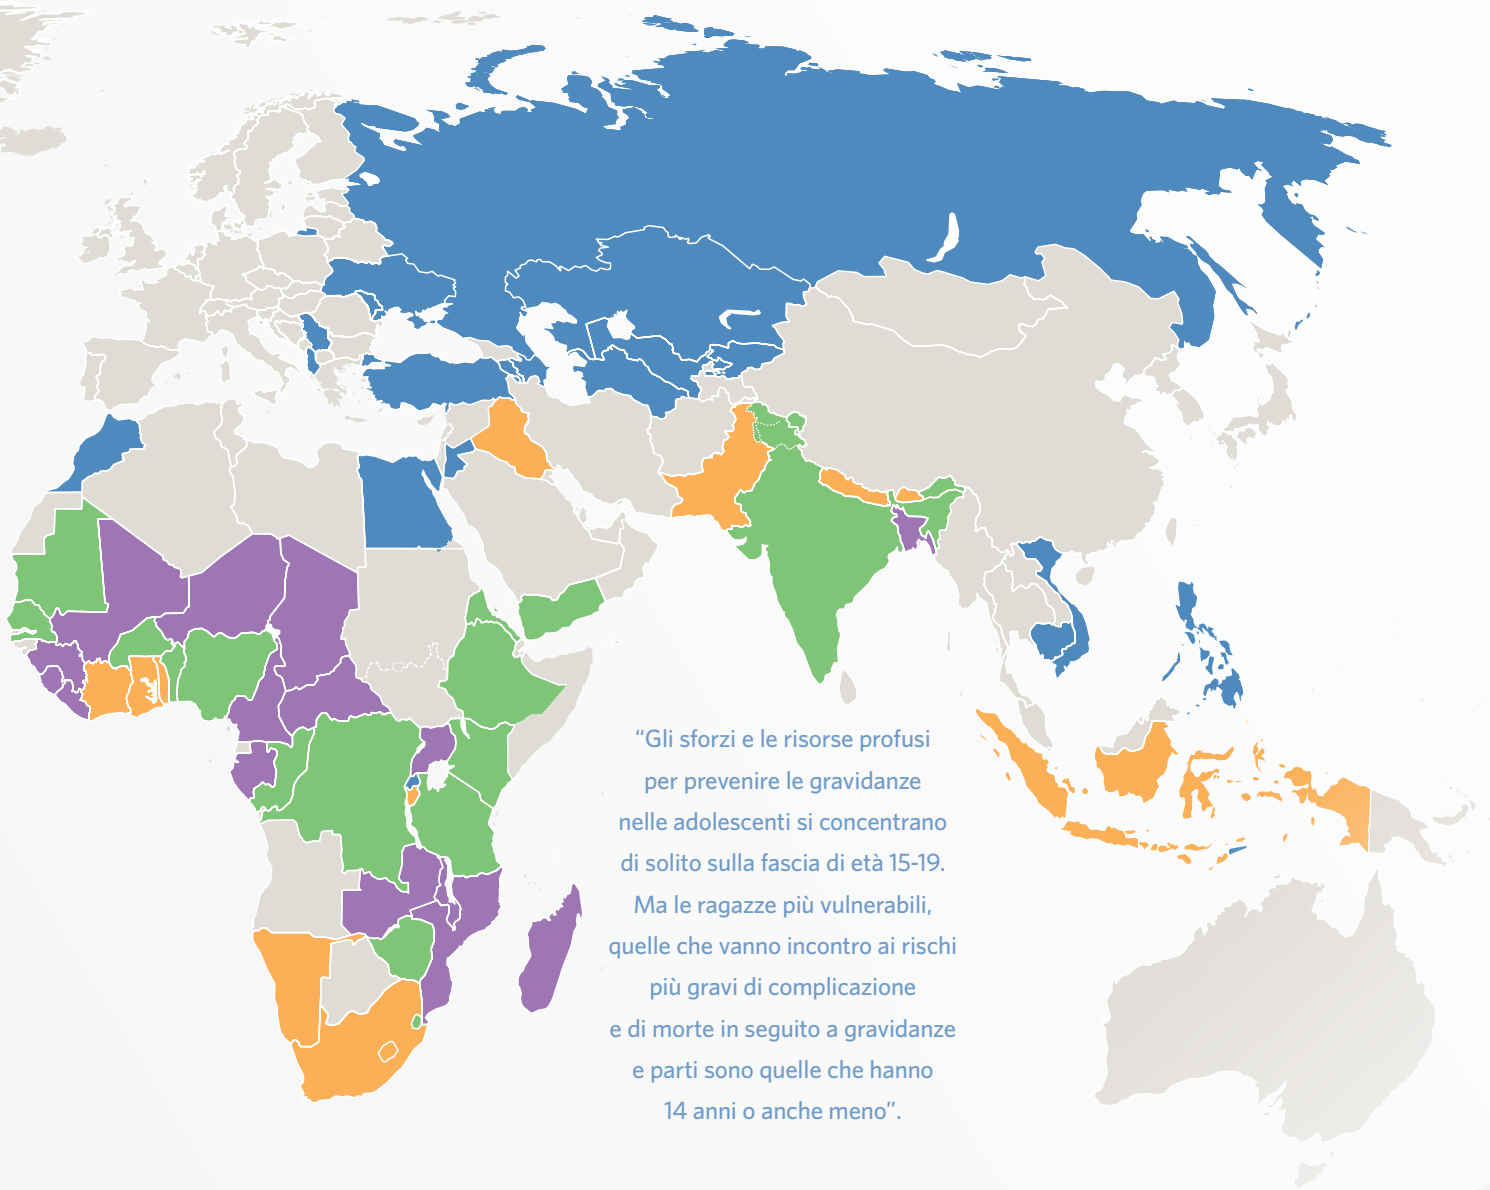 “Gli sforzi e le risorse profusi
per prevenire le gravidanze
nelle adolescenti si concentrano
di solito sulla fascia di età 15-19.
Ma le ragazze più vulnerabili,
quelle che vanno incontro ai rischi
più gravi di complicazione
e di morte in seguito a gravidanze
e parti sono quelle che hanno
14 anni o anche meno”.